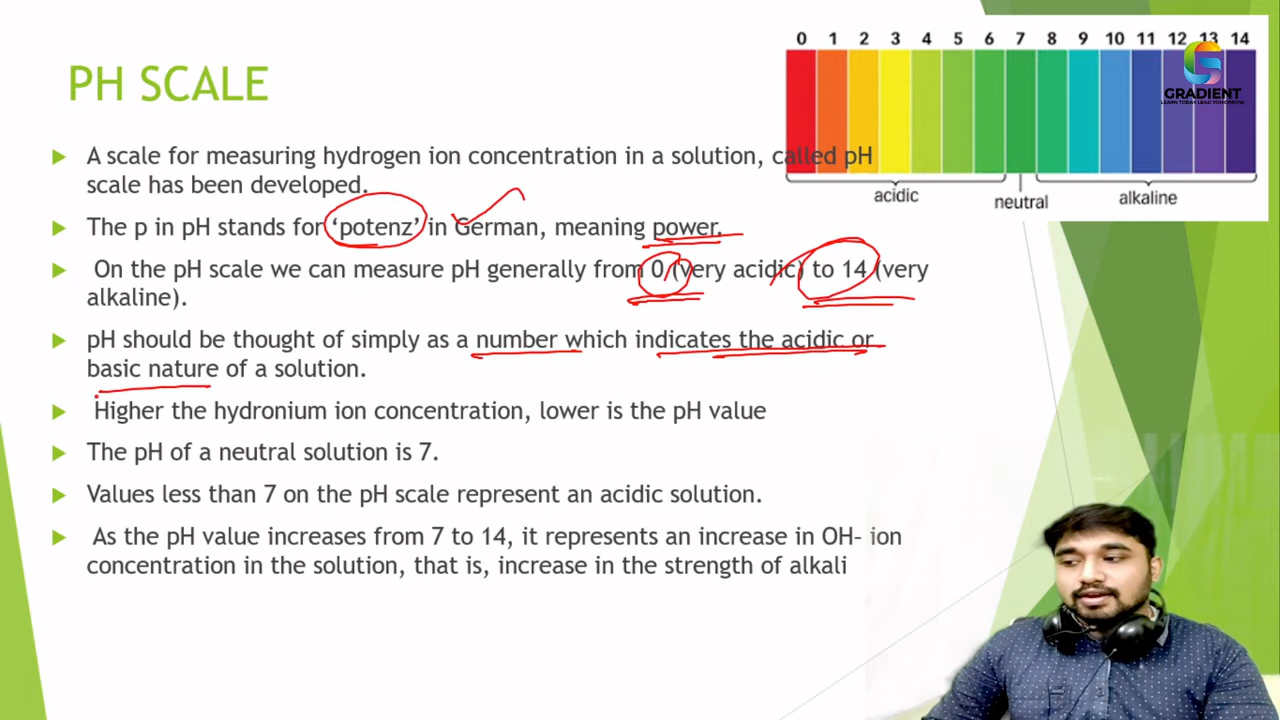 PH SCALE
0 1 2 3 4 5 6 7 8 9 10 11 12 13 14
GRADIENT
LEARN TODAY LEAD TOMORROW
acidic
neutral
alkaline
A scale for measuring hydrogen ion concentration in a solution, called pH
scale has been developed.
The p in pH stands for ‘potenz’ in German, meaning power.
On the pH scale we can measure pH generally from 0 (very acidic) to 14 (very
alkaline).
pH should be thought of simply as a number which indicates the acidic or
basic nature of a solution.
Higher the hydronium ion concentration, lower is the pH value
The pH of a neutral solution is 7.
Values less than 7 on the pH scale represent an acidic solution.
As the pH value increases from 7 to 14, it represents an increase in OH– ion
concentration in the solution, that is, increase in the strength of alkali